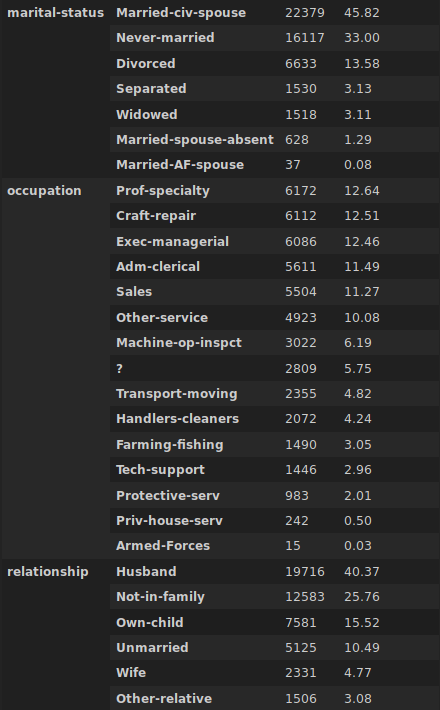 marital-status Married-civ-spouse 22379 45.82
Never-married 16117 33.00
Divorced 6633 13.58
Separated 1530 3.13
Widowed 1518 3.11
Married-spouse-absent 628 1.29
Married-AF-spouse 37 0.08
occupation Prof-specialty 6172 12.64
Craft-repair 6112 12.51
Exec-managerial 6086 12.46
Adm-clerical 5611 11.49
Sales 5504 11.27
Other-service 4923 10.08
Machine-op-inspct 3022 6.19
? 2809 5.75
Transport-moving 2355 4.82
Handlers-cleaners 2072 4.24
Farming-fishing 1490 3.05
Tech-support 1446 2.96
Protective-serv 983 2.01
Priv-house-serv 242 0.50
Armed-Forces 15 0.03
relationship Husband 19716 40.37
Not-in-family 12583 25.76
Own-child 7581 15.52
Unmarried 5125 10.49
Wife 2331 4.77
Other-relative 1506 3.08